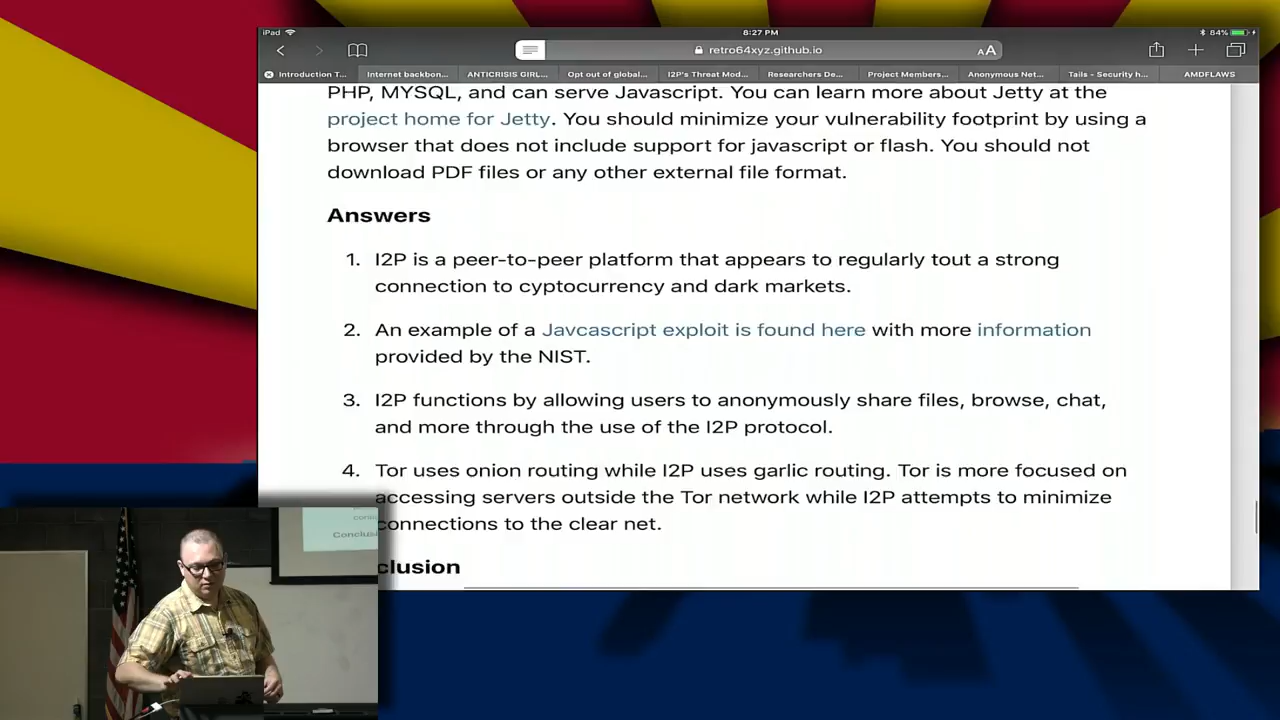 iPad
8:27 PM
84%
retro64xyz.github.io
AA
Introduction T...
Internet backbon...
ANTICRISIS GIRL...
Opt out of global...
I2P's Threat Mod...
Researchers De...
Project Members...
Anonymous Net...
Tails - Security h...
AMDFLAWS
PHP, MYSQL, and can serve Javascript. You can learn more about Jetty at the
project home for Jetty. You should minimize your vulnerability footprint by using a
browser that does not include support for javascript or flash. You should not
download PDF files or any other external file format.
Answers
1. I2P is a peer-to-peer platform that appears to regularly tout a strong
connection to cyptocurrency and dark markets.
2. An example of a Javcascript exploit is found here with more information
provided by the NIST.
3. I2P functions by allowing users to anonymously share files, browse, chat,
and more through the use of the I2P protocol.
4. Tor uses onion routing while I2P uses garlic routing. Tor is more focused on
accessing servers outside the Tor network while I2P attempts to minimize
connections to the clear net.
clusion